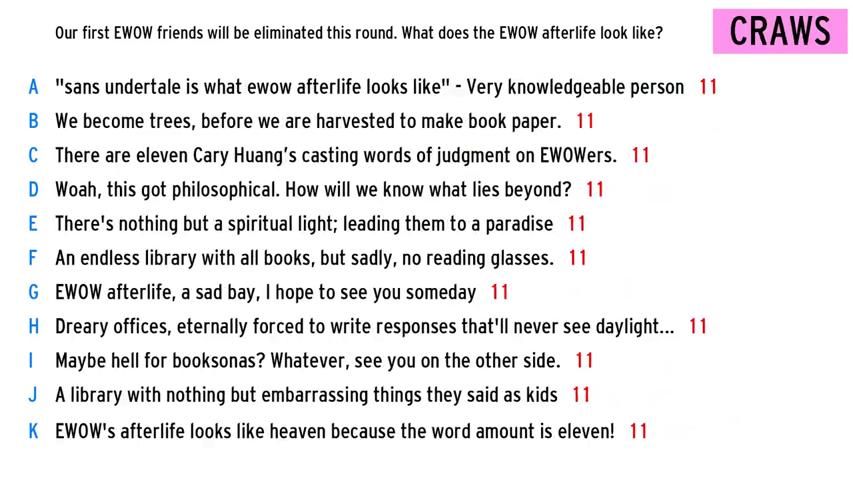 Our first EWOW friends will be eliminated this round. What does the EWOW afterlife look like?
CRAWS
A "sans undertale is what ewow afterlife looks like" - Very knowledgeable person 11
B We become trees, before we are harvested to make book paper. 11
C There are eleven Cary Huang's casting words of judgment on EWOWers. 11
D Woah, this got philosophical. How will we know what lies beyond? 11
E There's nothing but a spiritual light; leading them to a paradise 11
F An endless library with all books, but sadly, no reading glasses. 11
G EWOW afterlife, a sad bay, I hope to see you someday 11
H Dreary offices, eternally forced to write responses that'll never see daylight... 11
I Maybe hell for booksonas? Whatever, see you on the other side. 11
J A library with nothing but embarrassing things they said as kids 11
K EWOW's afterlife looks like heaven because the word amount is eleven! 11